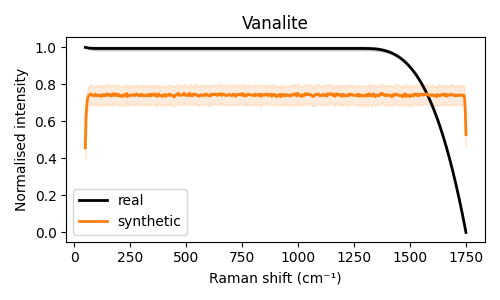 Vanalite
Normalised intensity
1.0
0.8
0.6
0.4
0.2
0.0
real
synthetic
0 250 500 750 1000 1250 1500 1750
Raman shift (cm⁻¹)